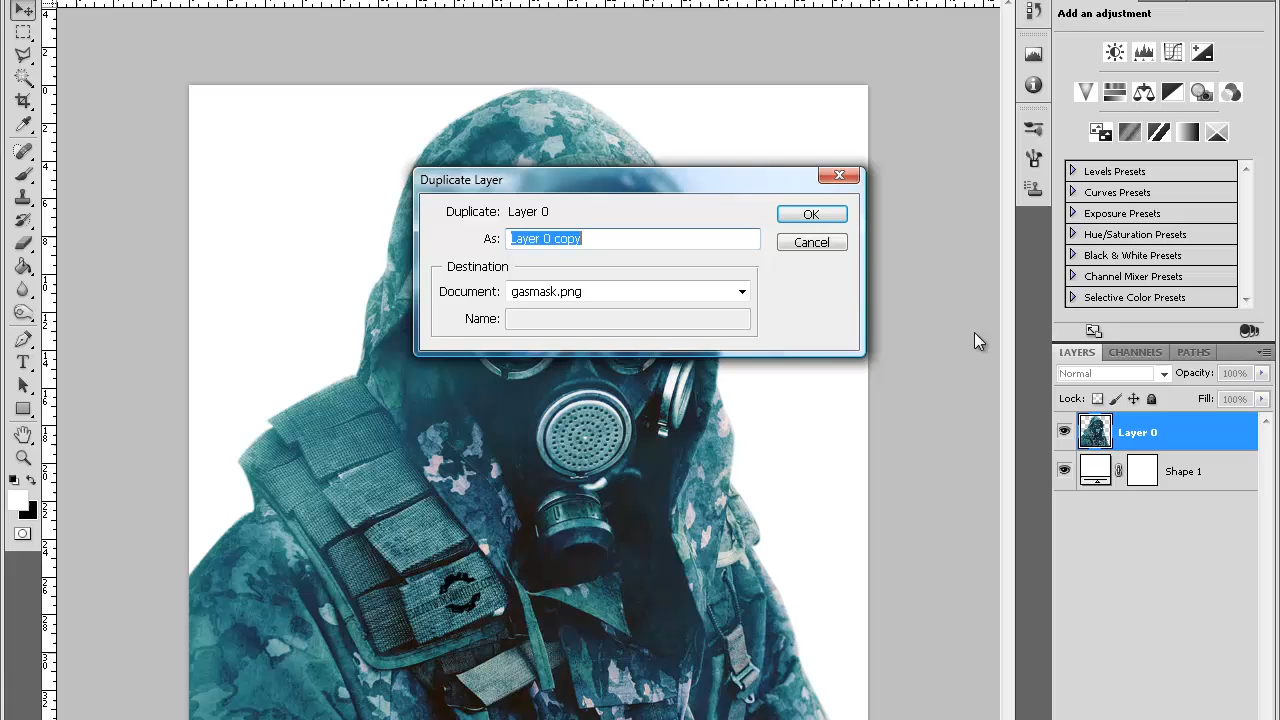 Add an adjustment
Levels Presets
Curves Presets
Exposure Presets
Hue/Saturation Presets
Black & White Presets
Channel Mixer Presets
Selective Color Presets
Duplicate Layer
Duplicate: Layer 0
OK
As: Layer 0 copy
Cancel
Destination
Document: gasmask.png
Name:
LAYERS CHANNELS PATHS
Normal Opacity: 100%
Lock: Fill: 100%
Layer 0
Shape 1